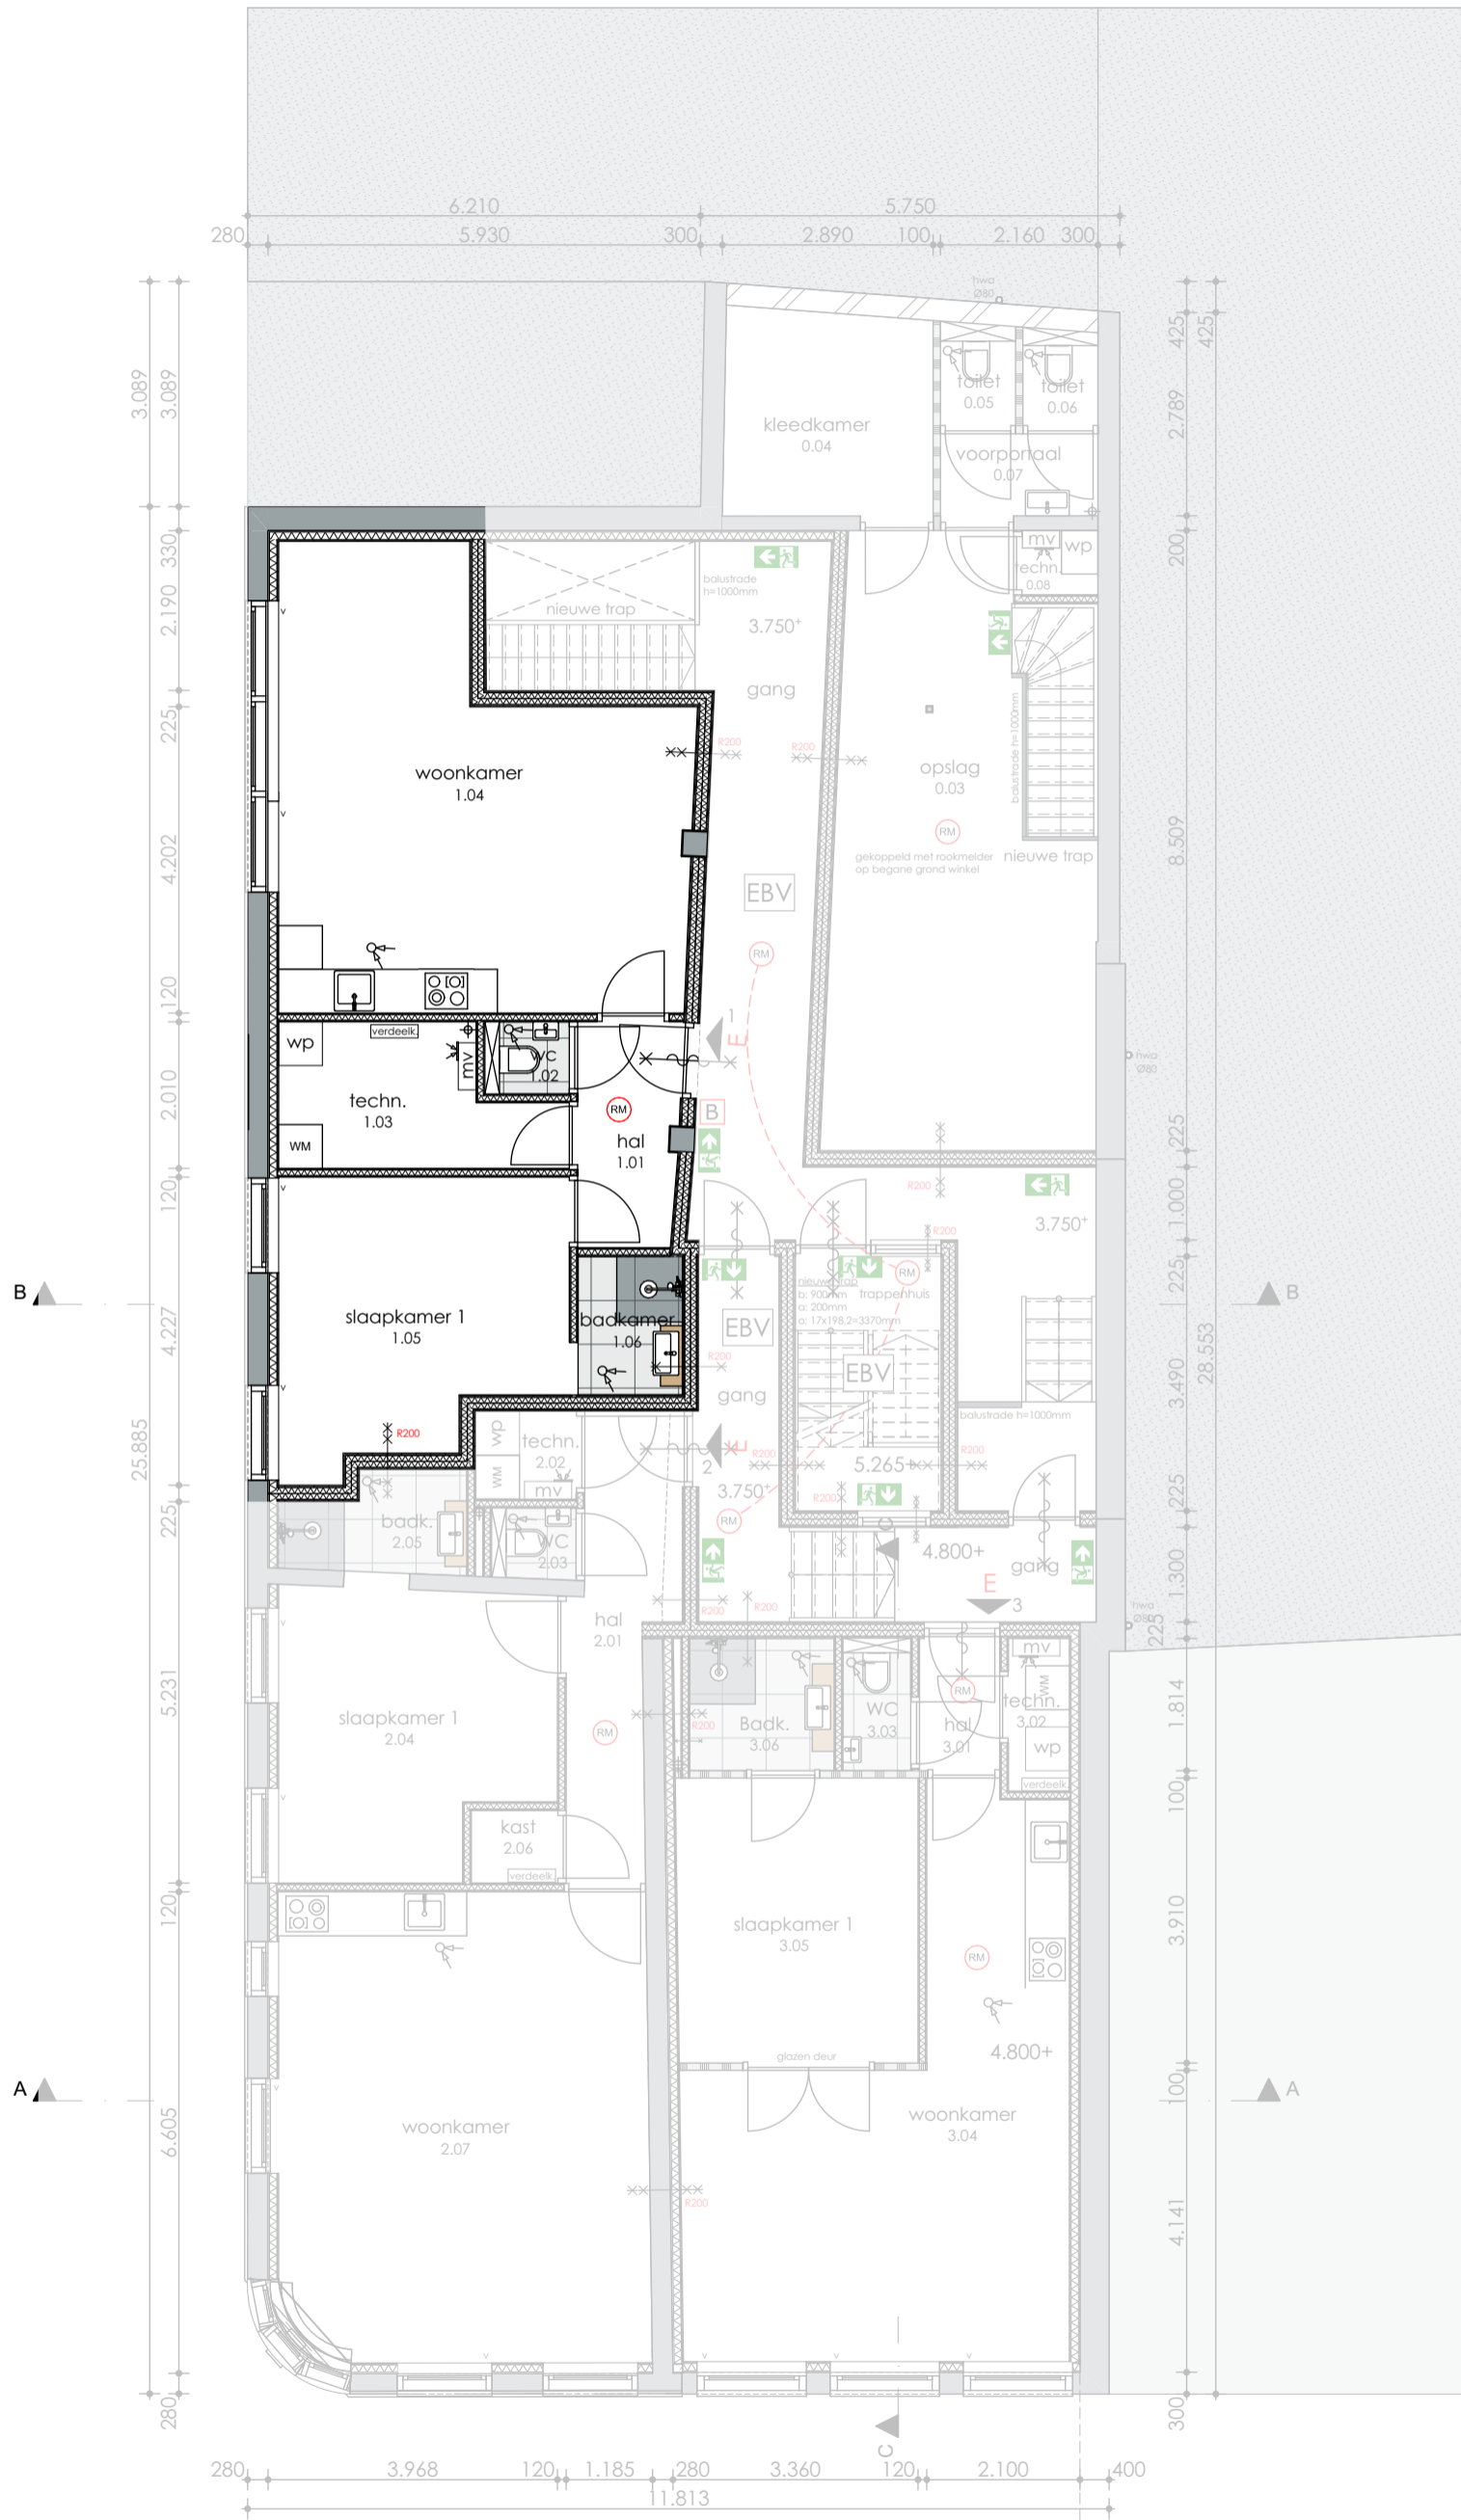 6.210
5.750
280
5.930
300
2.890
100
2.160
300
hwa
Ø80
3.089
3.089
425
425
toilet
0.05
toilet
0.06
2.789
kleedkamer
0.04
voorportaal
0.07
330
200
mv
wp
techn.
0.08
balustrade
h=1000mm
2.190
nieuwe trap
3.750+
gang
225
R200
R200
balustrade h=1000mm
woonkamer
1.04
opslag
0.03
RM
4.202
8.509
gekoppeld met rookmelder
op begane grond winkel
nieuwe trap
EBV
RM
120
verdeelk.
1
E
wp
mv
WC
1.02
hwa
Ø80
2.010
techn.
1.03
RM
B
WM
hal
1.01
225
120
R200
3.750+
1.000
R200
225
B
B
nieuwe trap
b: 900mm
a: 200mm
o: 17x198,2=3370mm
trappenhuis
RM
slaapkamer 1
1.05
badkamer
1.06
EBV
4.227
R200
EBV
28.553
3.490
gang
balustrade h=1000mm
R200
25.885
wp
techn.
2.02
WM
mv
E
2
R200
R200
5.265+
3.750+
R200
225
225
badk.
2.05
WC
2.03
RM
C
4.800+
gang
1.300
E
3
hwa
Ø80
225
R200
R200
hal
2.01
mv
WM
techn.
3.02
wp
verdeelk.
5.231
slaapkamer 1
2.04
RM
R200
Badk.
3.06
WC
3.03
RM
hal
3.01
1.814
100
kast
2.06
verdeelk.
120
slaapkamer 1
3.05
RM
3.910
glazen deur
4.800+
A
A
100
6.605
woonkamer
2.07
woonkamer
3.04
R200
4.141
280
300
C
280
3.968
120
1.185
280
3.360
120
2.100
400
11.813